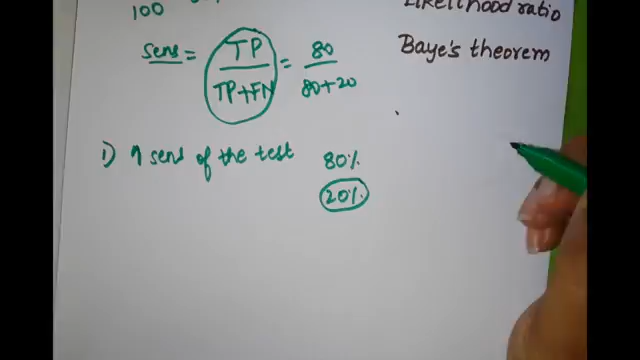 100
Likelihood ratio
Baye's theorem
Sens = TP / TP+FN = 80 / 80+20
1) ↑ sens of the test 80%
20%